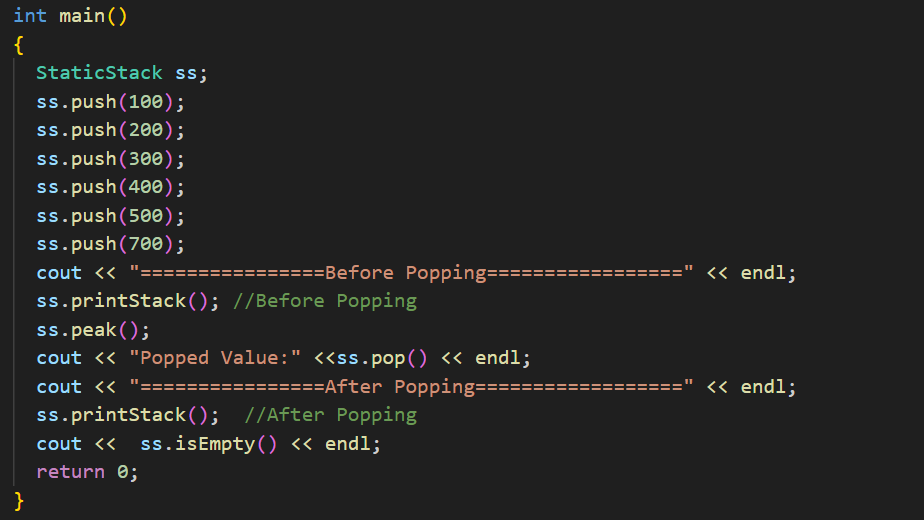 int main()
{
  StaticStack ss;
  ss.push(100);
  ss.push(200);
  ss.push(300);
  ss.push(400);
  ss.push(500);
  ss.push(700);
  cout << "================Before Popping=================" << endl;
  ss.printStack(); //Before Popping
  ss.peak();
  cout << "Popped Value:" <<ss.pop() << endl;
  cout << "================After Popping==================" << endl;
  ss.printStack();  //After Popping
  cout <<  ss.isEmpty() << endl;
  return 0;
}